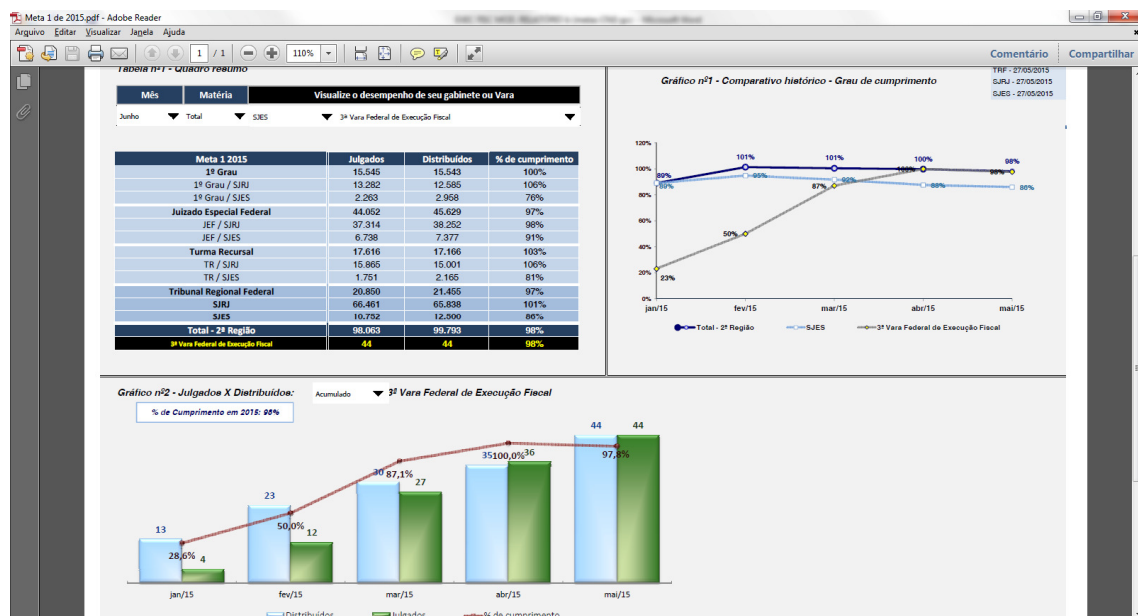 Meta 1 de 2015.pdf - Adobe Reader
Arquivo Editar Visualizar Janela Ajuda
1 / 1 110% Comentário Compartilhar
Tabela nº1 - Quadro resumo
Mês Matéria Visualize o desempenho de seu gabinete ou Vara
Junho Total SJES 3ª Vara Federal de Execução Fiscal
Meta 1 2015 Julgados Distribuídos % de cumprimento
1º Grau 15.545 15.543 100%
1º Grau / SJRJ 13.282 12.585 106%
1º Grau / SJES 2.263 2.958 76%
Juizado Especial Federal 44.052 45.629 97%
JEF / SJRJ 37.314 38.252 98%
JEF / SJES 6.738 7.377 91%
Turma Recursal 17.616 17.166 103%
TR / SJRJ 15.865 15.001 106%
TR / SJES 1.751 2.165 81%
Tribunal Regional Federal 20.850 21.455 97%
SJRJ 66.461 65.838 101%
SJES 10.752 12.500 86%
Total - 2ª Região 98.063 99.793 98%
3ª Vara Federal de Execução Fiscal 44 44 98%
Gráfico nº1 - Comparativo histórico - Grau de cumprimento
TRF - 27/05/2015
SJRJ - 27/05/2015
SJES - 27/05/2015
120%
100%
80%
60%
40%
20%
0%
89% 101% 101% 100% 98%
89% 95% 92% 88% 86%
23% 50% 87% 100% 98%
jan/15 fev/15 mar/15 abr/15 mai/15
Total - 2ª Região SJES 3ª Vara Federal de Execução Fiscal
Gráfico nº2 - Julgados X Distribuídos: Acumulado 3ª Vara Federal de Execução Fiscal
% de Cumprimento em 2015: 98%
13 23 30 35 44
4 12 27 36 44
28,6% 50,0% 87,1% 100,0% 97,8%
jan/15 fev/15 mar/15 abr/15 mai/15
Distribuídos Julgados % de cumprimento